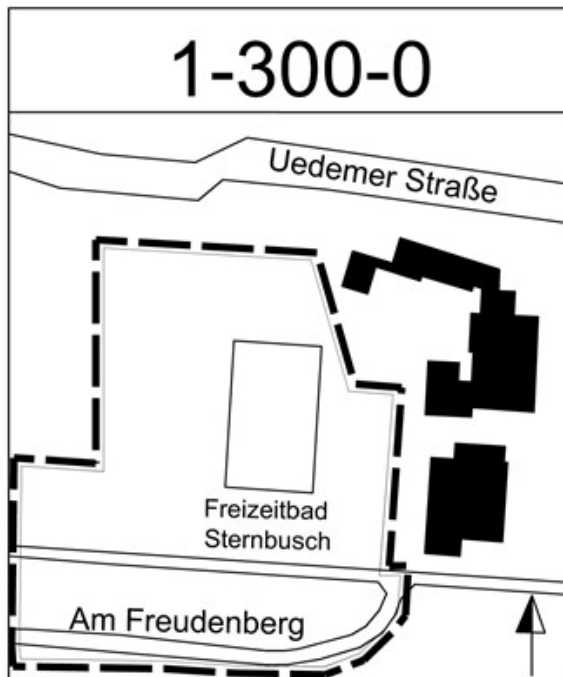 1-300-0
Uedemer Straße
Freizeitbad
Sternbusch
Am Freudenberg